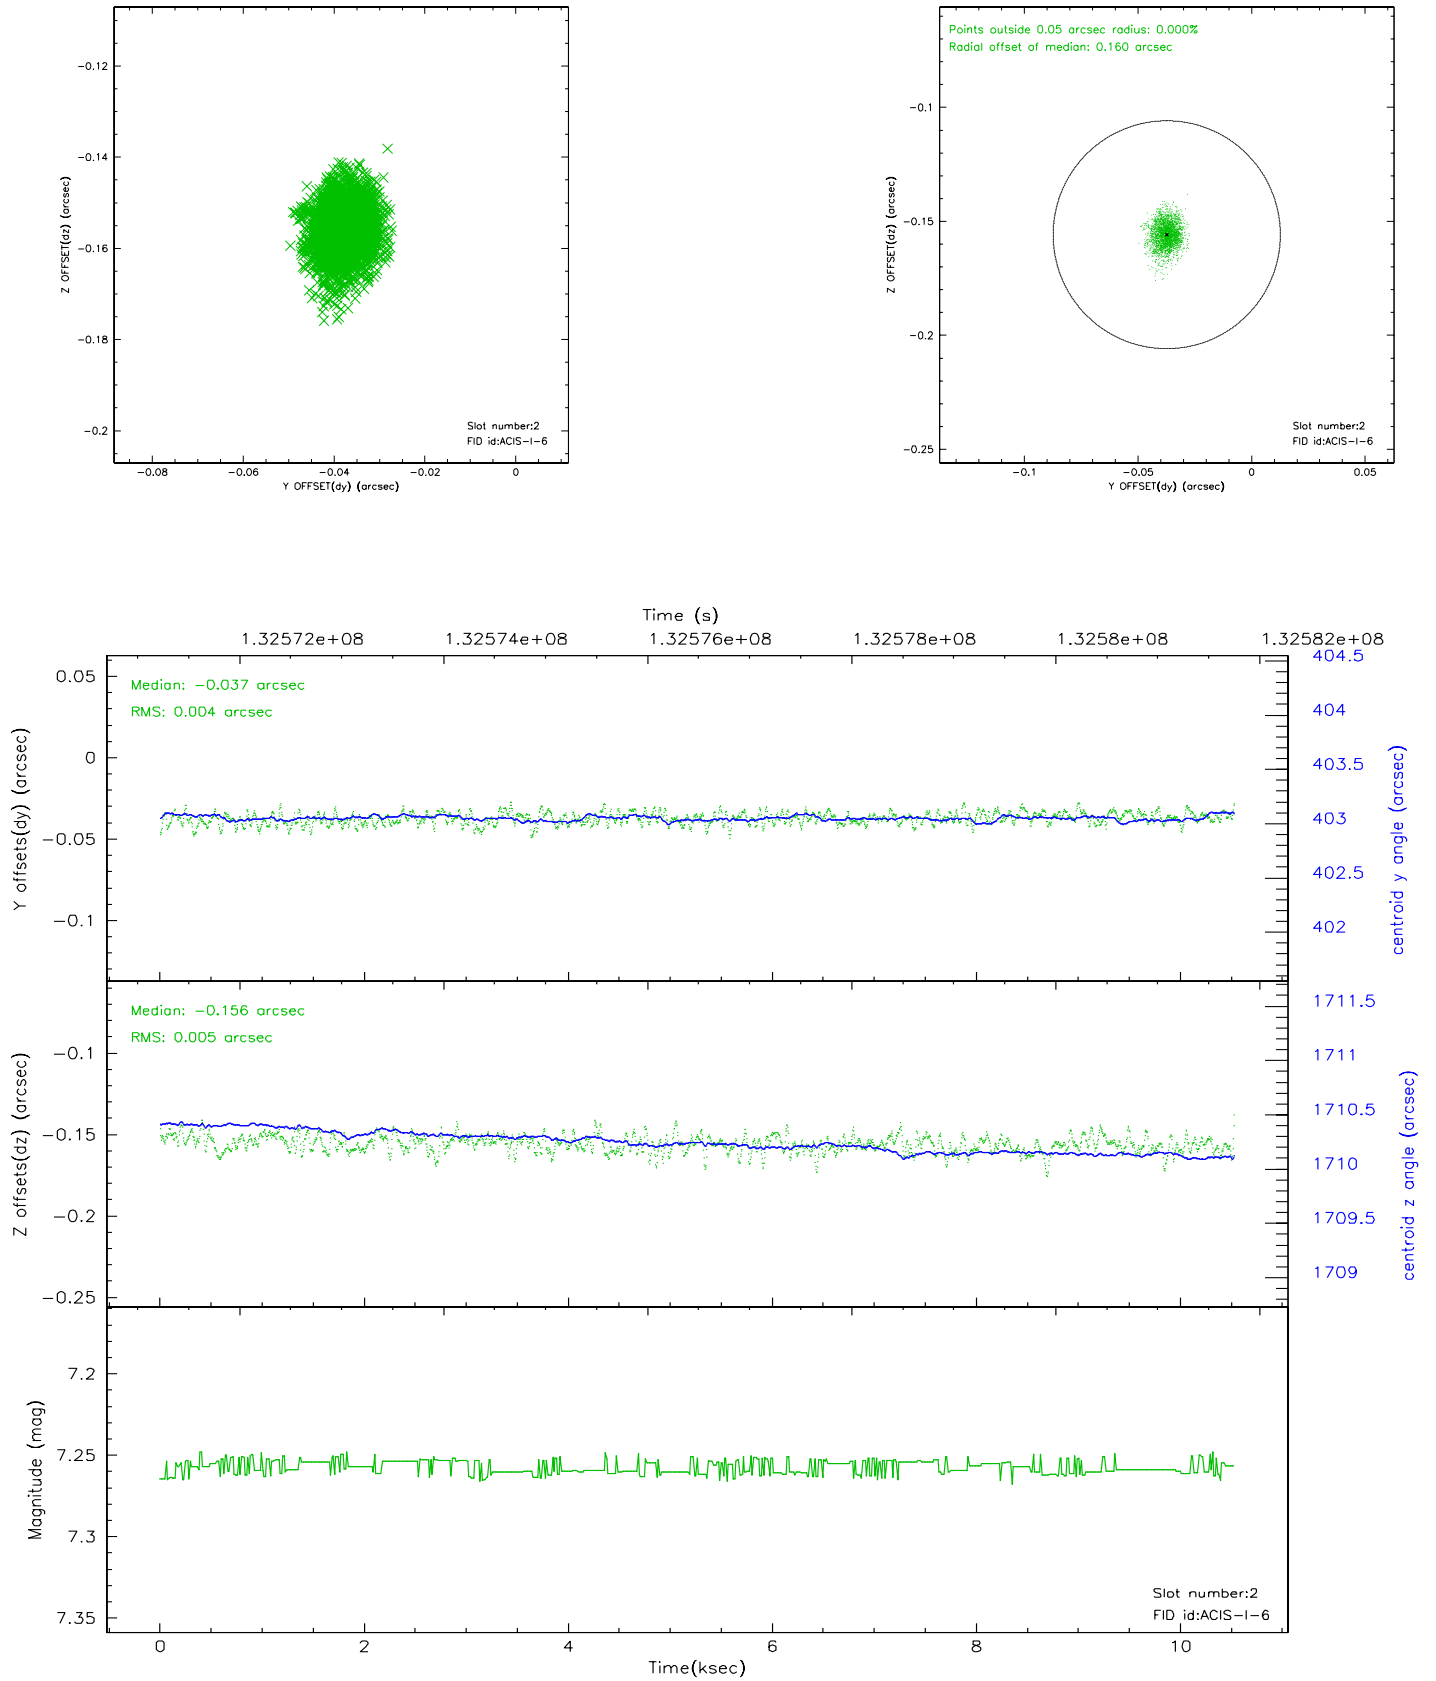 Points outside 0.05 arcsec radius: 0.000%
Radial offset of median: 0.160 arcsec
−0.12
−0.14
−0.16
−0.18
−0.2
Z OFFSET(dz) (arcsec)
Slot number:2
FID id:ACIS−I−6
−0.08 −0.06 −0.04 −0.02 0
Y OFFSET(dy) (arcsec)
−0.1
−0.15
−0.2
−0.25
Z OFFSET(dz) (arcsec)
Slot number:2
FID id:ACIS−I−6
−0.1 −0.05 0 0.05
Y OFFSET(dy) (arcsec)
Time (s)
1.32572e+08 1.32574e+08 1.32576e+08 1.32578e+08 1.3258e+08 1.32582e+08
Median: −0.037 arcsec
RMS: 0.004 arcsec
0.05
0
−0.05
−0.1
Y offsets(dy) (arcsec)
404.5
404
403.5
403
402.5
402
centroid y angle (arcsec)
Median: −0.156 arcsec
RMS: 0.005 arcsec
−0.1
−0.15
−0.2
−0.25
Z offsets(dz) (arcsec)
1711.5
1711
1710.5
1710
1709.5
1709
centroid z angle (arcsec)
7.2
7.25
7.3
7.35
Magnitude (mag)
Slot number:2
FID id:ACIS−I−6
0 2 4 6 8 10
Time(ksec)